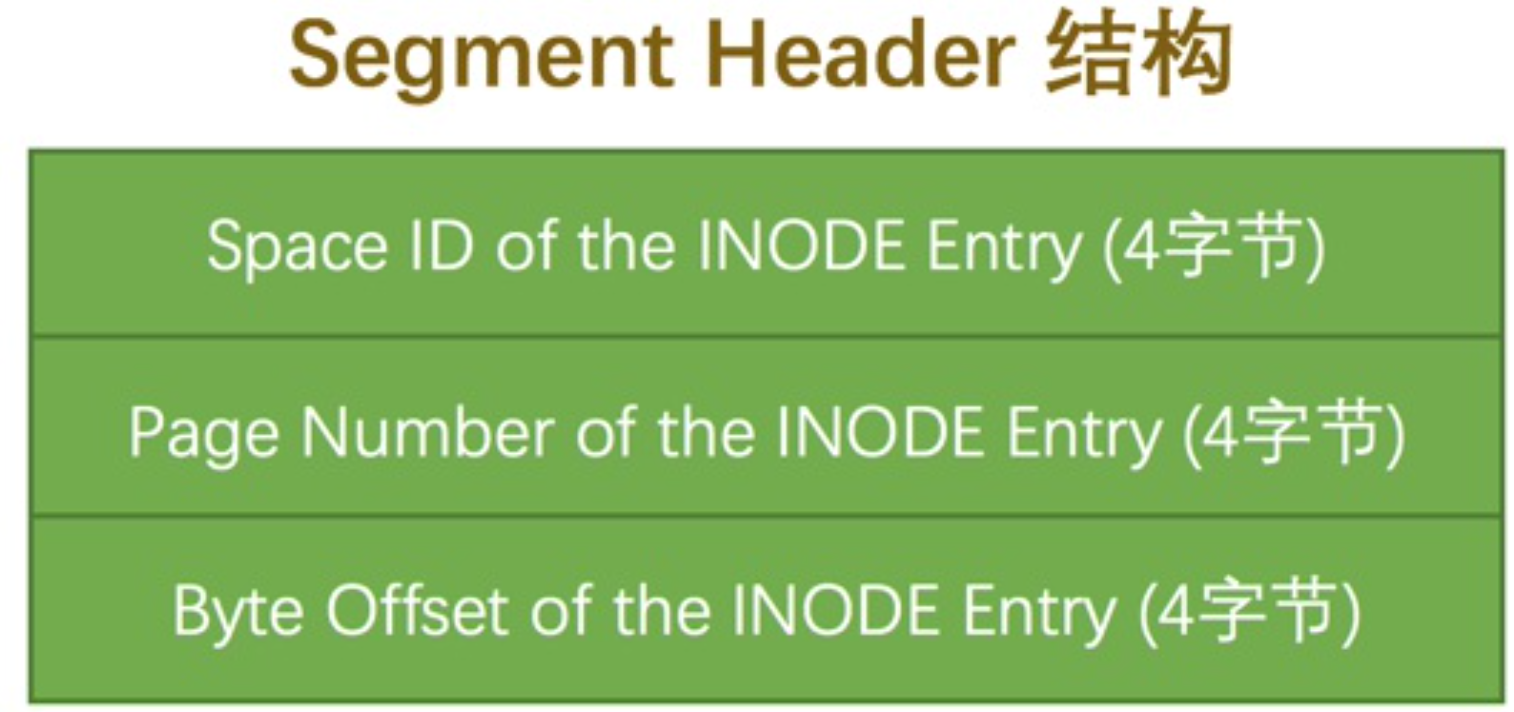 Segment Header 结构
Space ID of the INODE Entry (4字节)
Page Number of the INODE Entry (4字节)
Byte Offset of the INODE Entry (4字节)